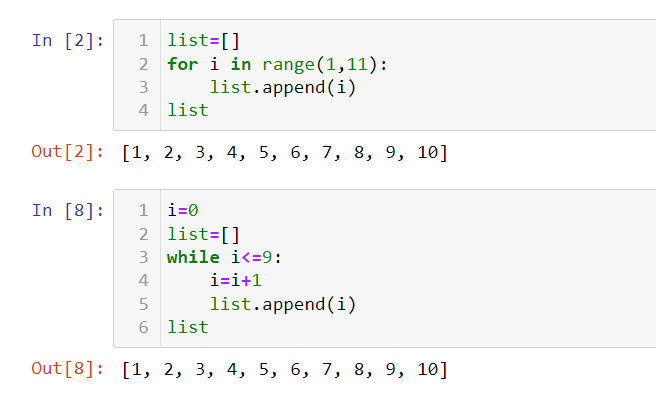 In [2]: 1 list=[]
2 for i in range(1,11):
3     list.append(i)
4 list
Out[2]: [1, 2, 3, 4, 5, 6, 7, 8, 9, 10]
In [8]: 1 i=0
2 list=[]
3 while i<=9:
4     i=i+1
5     list.append(i)
6 list
Out[8]: [1, 2, 3, 4, 5, 6, 7, 8, 9, 10]